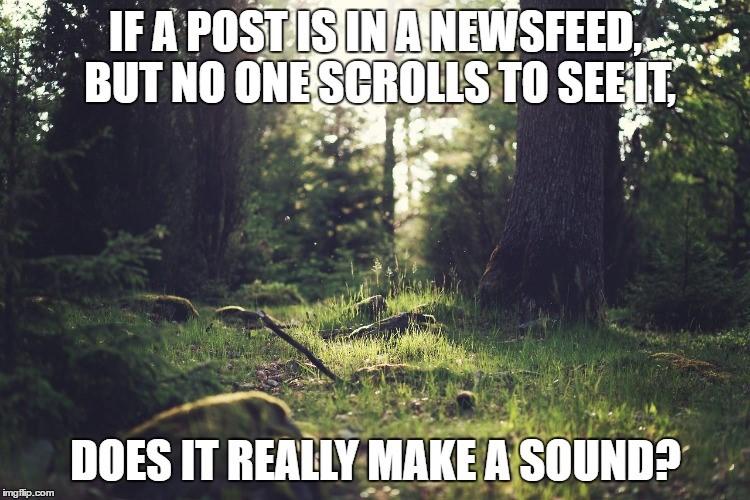 IF A POST IS IN A NEWSFEED,
BUT NO ONE SCROLLS TO SEE IT,
DOES IT REALLY MAKE A SOUND?
imgflip.com